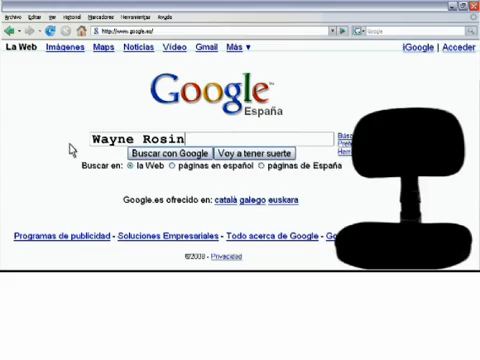 Archivo Editar Ver Historial Marcadores Herramientas Ayuda
http://www.google.es/ Google
La Web Imágenes Maps Noticias Vídeo Gmail Más ▼ iGoogle | Acceder
Google™
España
Wayne Rosin
Buscar con Google Voy a tener suerte
Buscar en: la Web páginas en español páginas de España
Google.es ofrecido en: català galego euskara
Programas de publicidad - Soluciones Empresariales - Todo acerca de Google -
©2008 - Privacidad